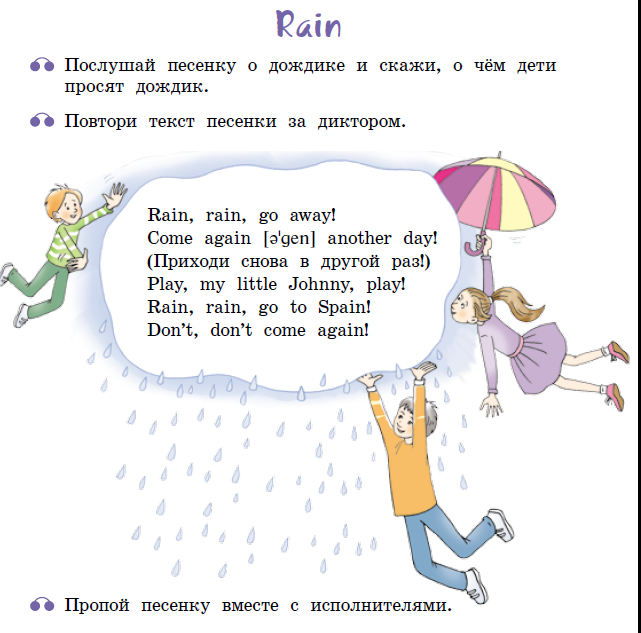 Rain
Послушай песенку о дождике и скажи, о чём дети
просят дождик.
Повтори текст песенки за диктором.
Rain, rain, go away!
Come again [ə'gen] another day!
(Приходи снова в другой раз!)
Play, my little Johnny, play!
Rain, rain, go to Spain!
Don't, don't come again!
Пропой песенку вместе с исполнителями.